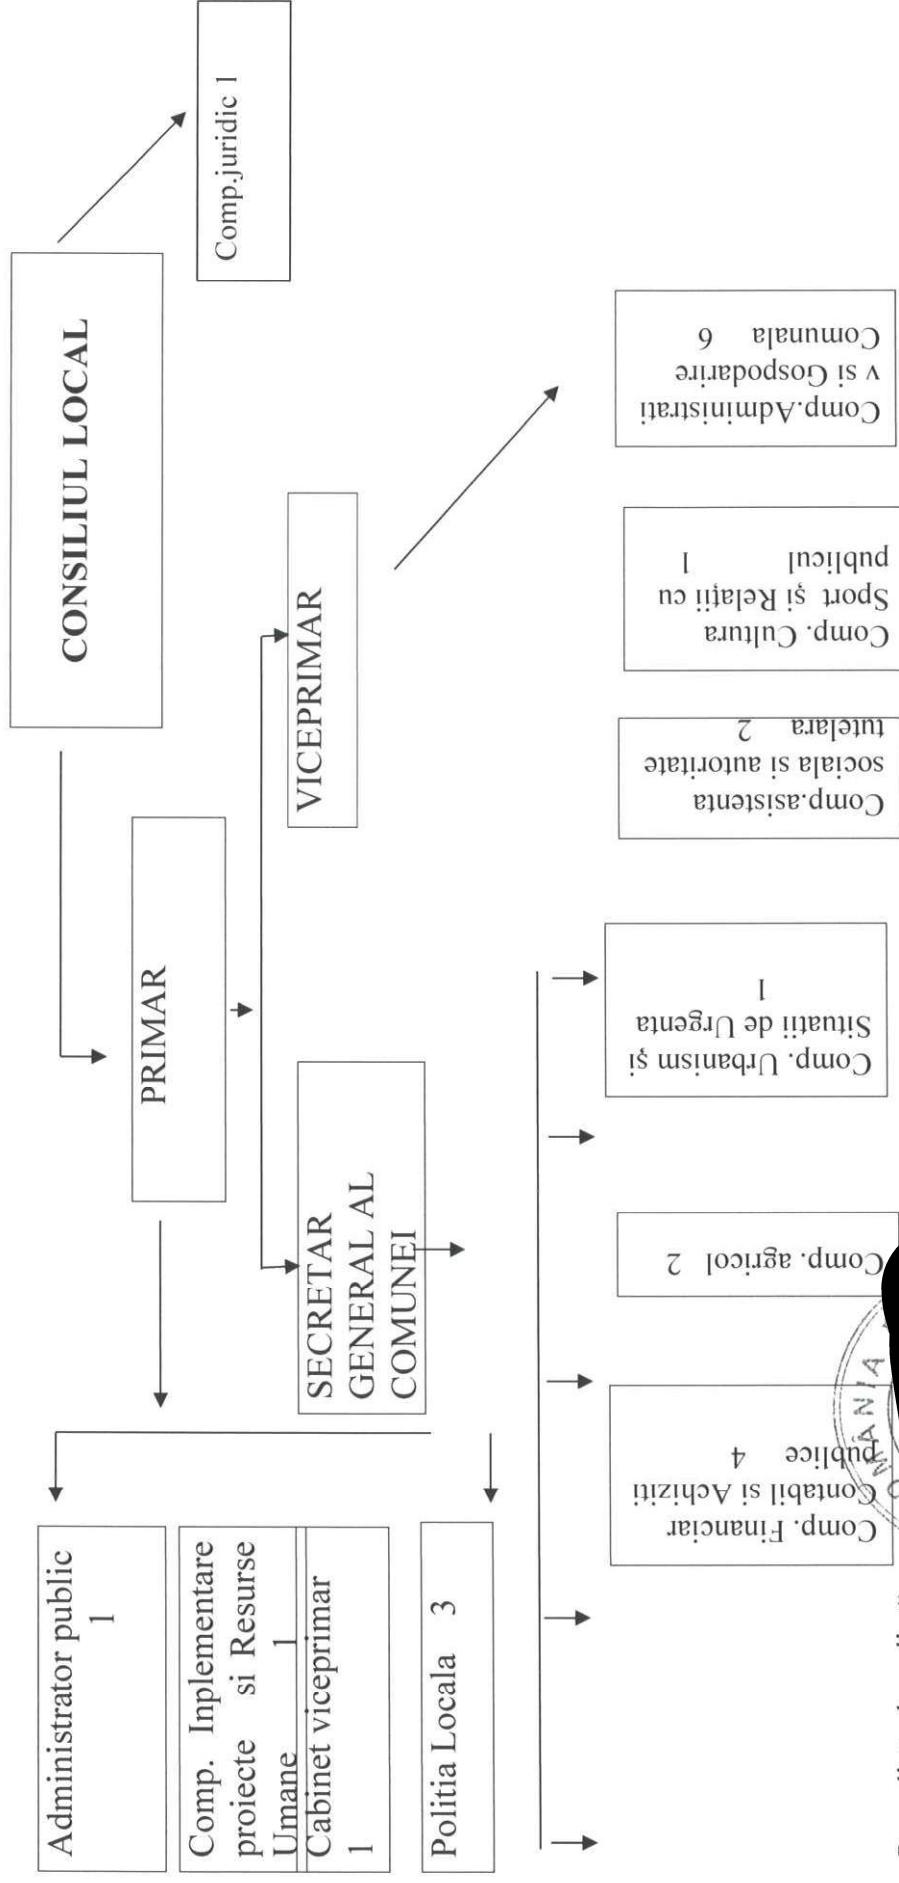 CONSILIUL LOCAL
Comp.juridic 1
PRIMAR
VICEPRIMAR
SECRETAR
GENERAL AL
COMUNEI
Administrator public
1
Comp. Inplementare
proiecte si Resurse
Umane 1
Cabinet viceprimar
1
Politia Locala 3
Comp. Financiar
Contabil si Achiziti
publice 4
Comp. agricol 2
Comp. Urbanism și
Situatii de Urgenta
1
Comp.asistenta
sociala si autoritate
tutelara 2
Comp. Cultura
Sport și Relații cu
publicul 1
Comp.Administrati
v si Gospodarire
Comunala 6